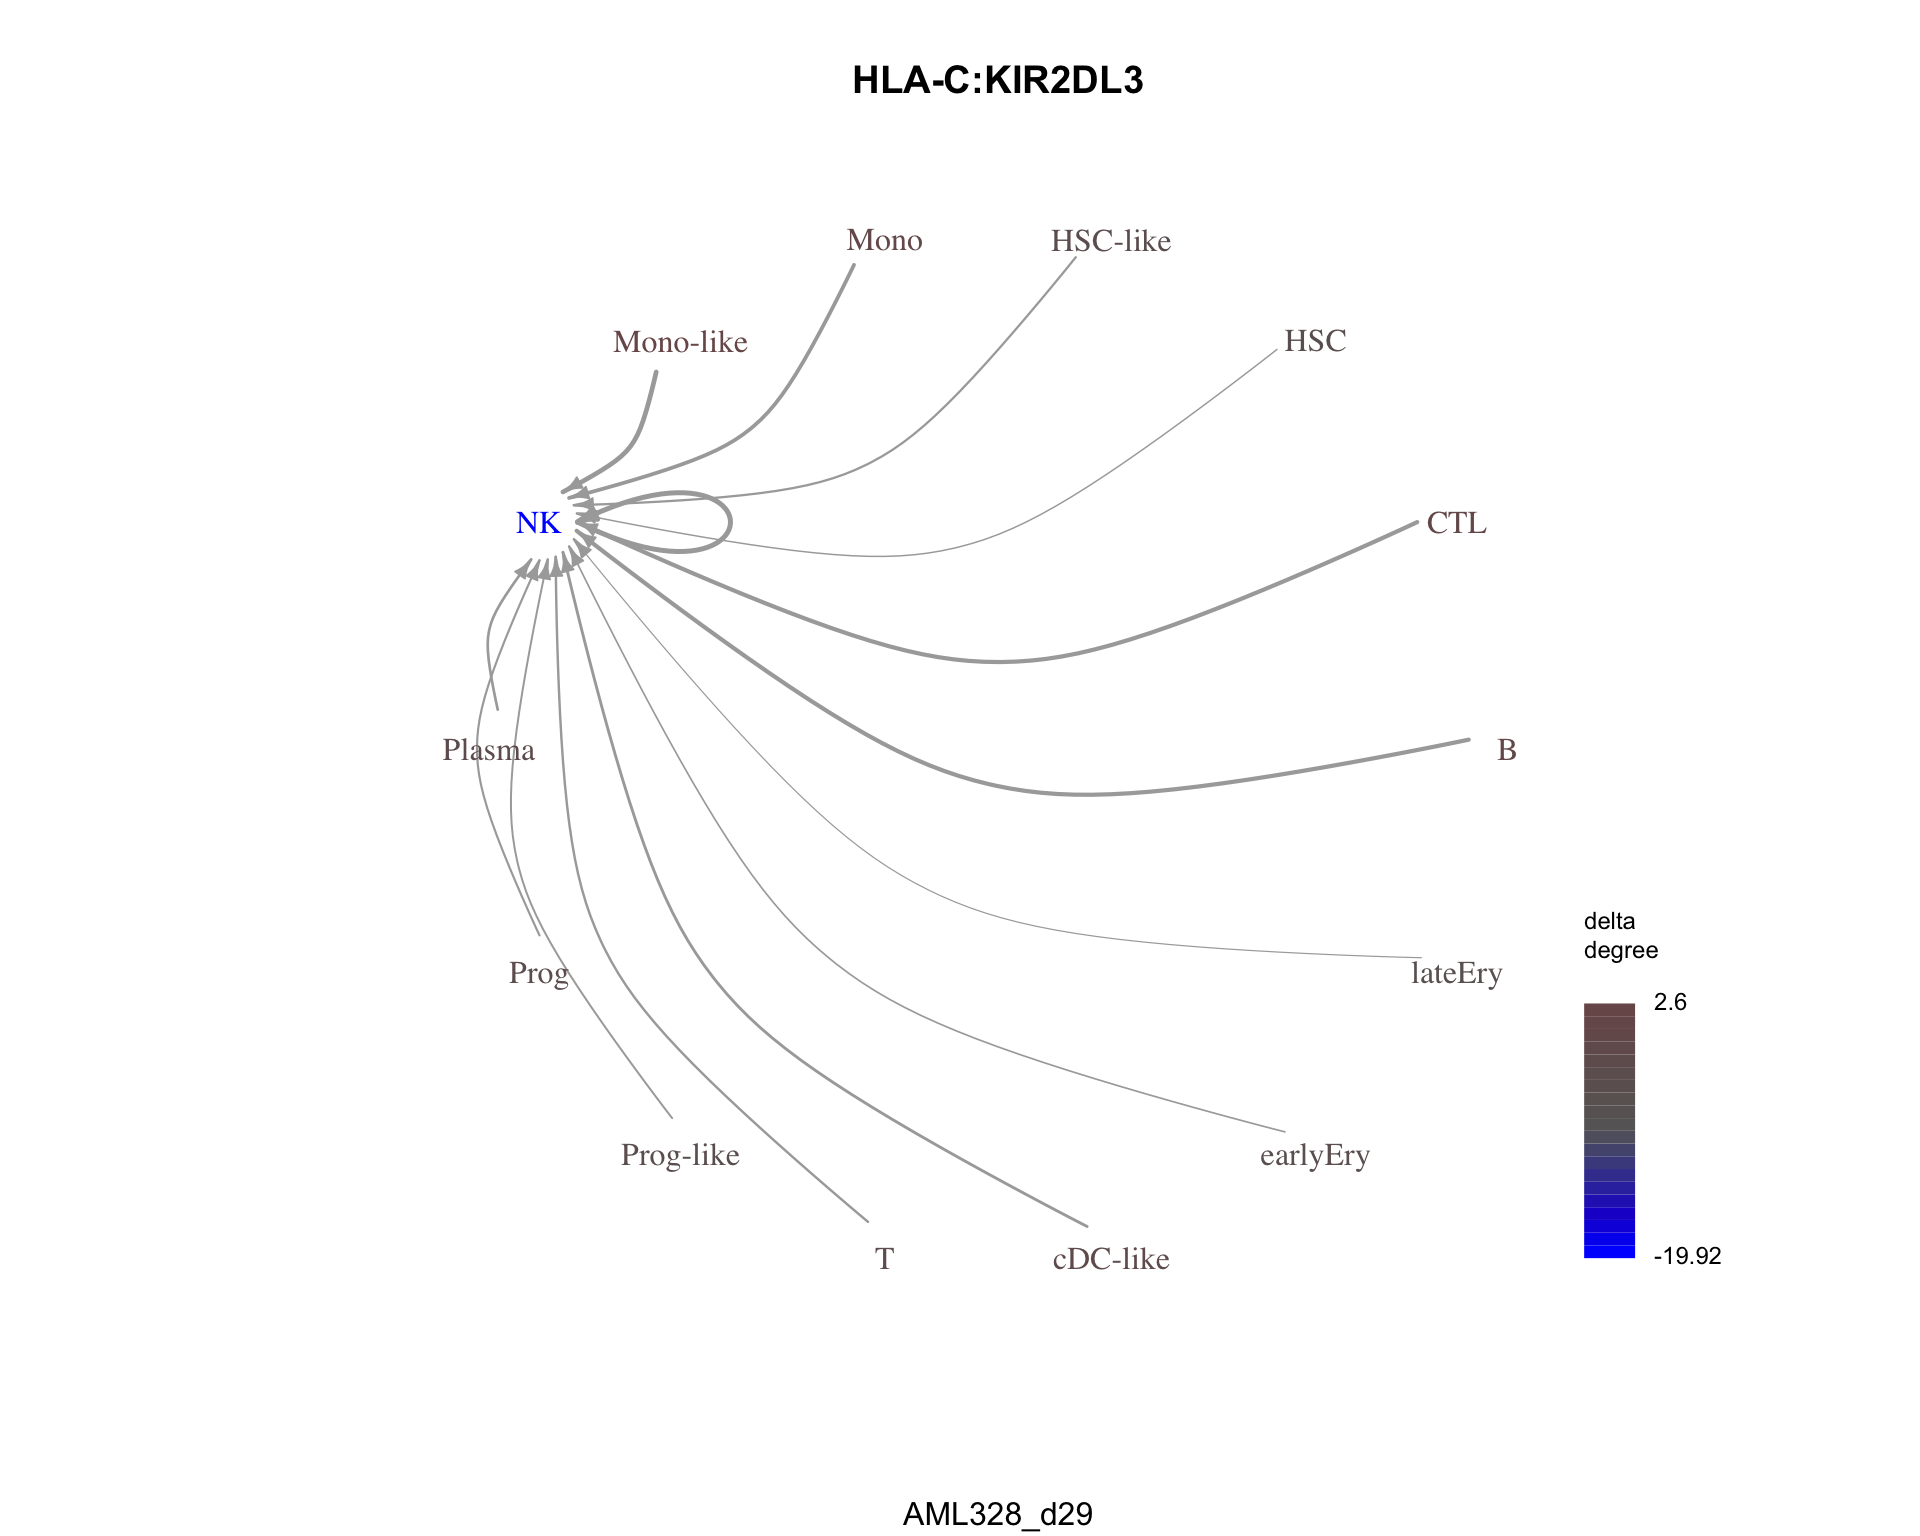 HLA-C:KIR2DL3
Mono
HSC-like
Mono-like
HSC
NK
CTL
Plasma
B
delta
degree
Prog
lateEry
2.6
Prog-like
earlyEry
T
cDC-like
-19.92
AML328_d29